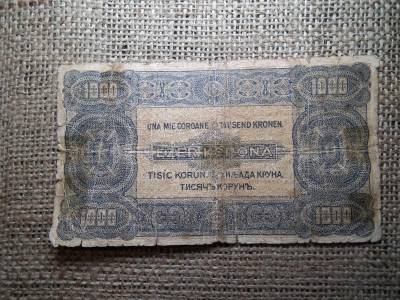 1000 1000
UNA MIE COROANE. TAUSEND KRONEN.
EZER KORONA
TISÍC KORUN. ХИЉАДА КРУНА.
ТИСЯЧЪ КОРУНЪ.
1000 1000